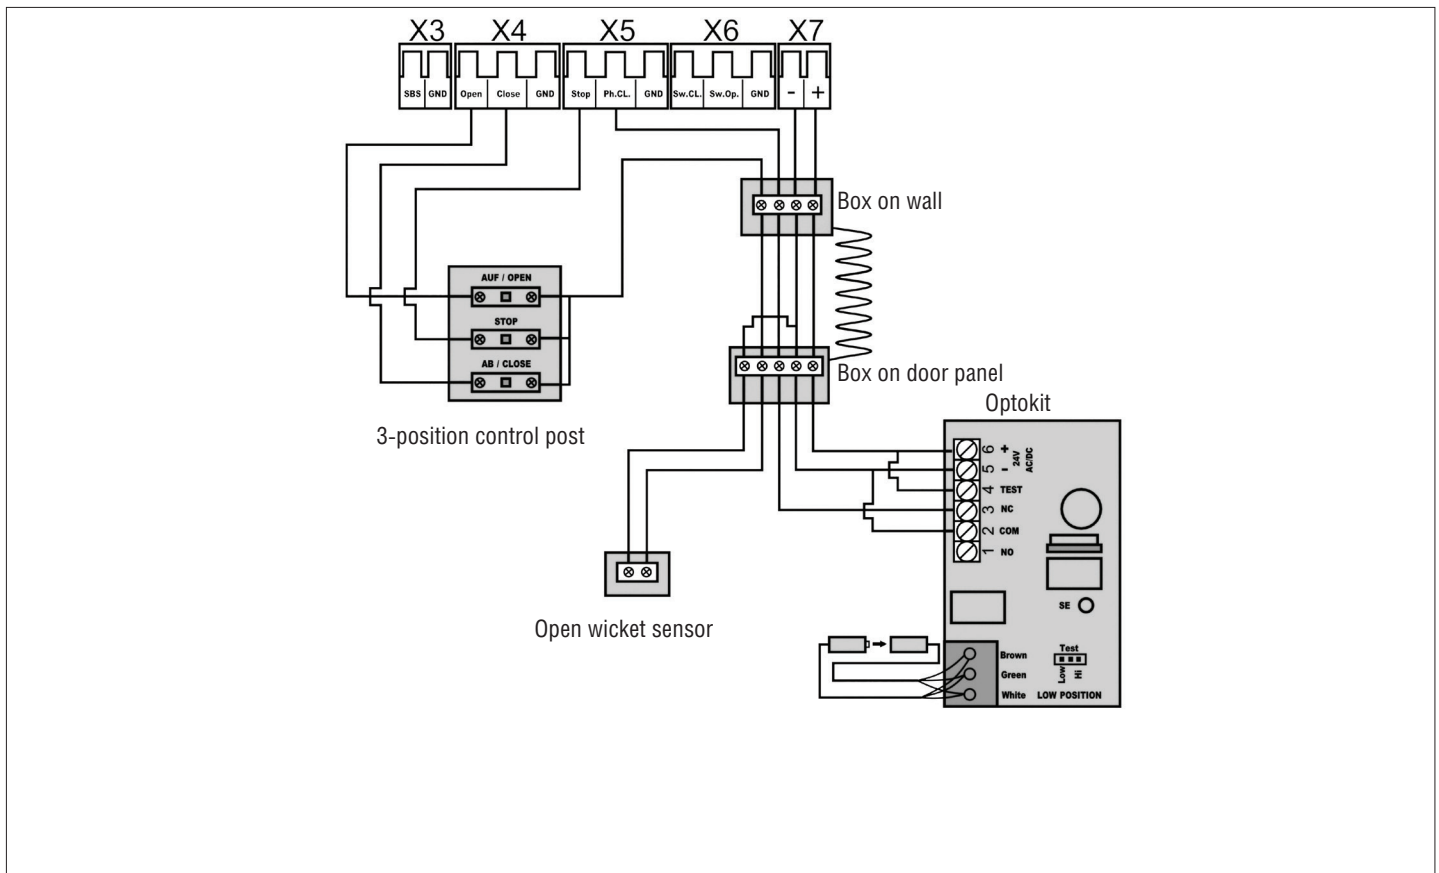 X3 X4 X5 X6 X7
SBS GND Open Close GND Stop Ph.CL. GND Sw.CL. Sw.Op. GND - +
Box on wall
AUF / OPEN
STOP
AB / CLOSE
3-position control post
Box on door panel
Optokit
6 + 24V AC/DC
5 -
4 TEST
3 NC
2 COM
1 NO
SE
Open wicket sensor
Brown
Green
White
Test
Low Hi
LOW POSITION